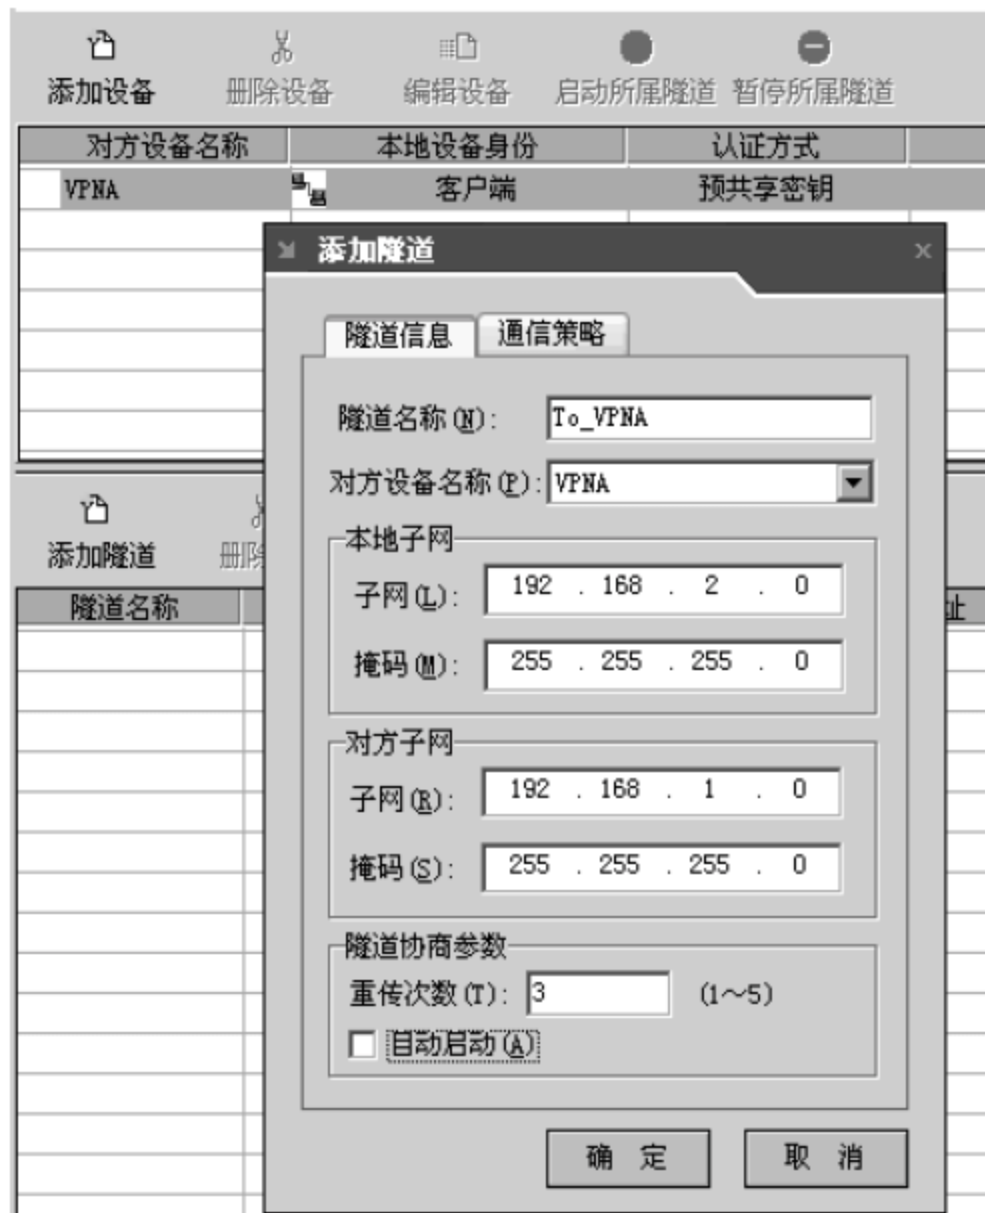 添加设备 删除设备 编辑设备 启动所属隧道 暂停所属隧道
对方设备名称 本地设备身份 认证方式
VPNA 客户端 预共享密钥
添加隧道
隧道信息 通信策略
隧道名称(N): To_VPNA
对方设备名称(P): VPNA
本地子网
子网(L): 192 . 168 . 2 . 0
掩码(M): 255 . 255 . 255 . 0
对方子网
子网(R): 192 . 168 . 1 . 0
掩码(S): 255 . 255 . 255 . 0
隧道协商参数
重传次数(T): 3 (1～5)
自动启动(A)
确 定 取 消
添加隧道 删
隧道名称 址